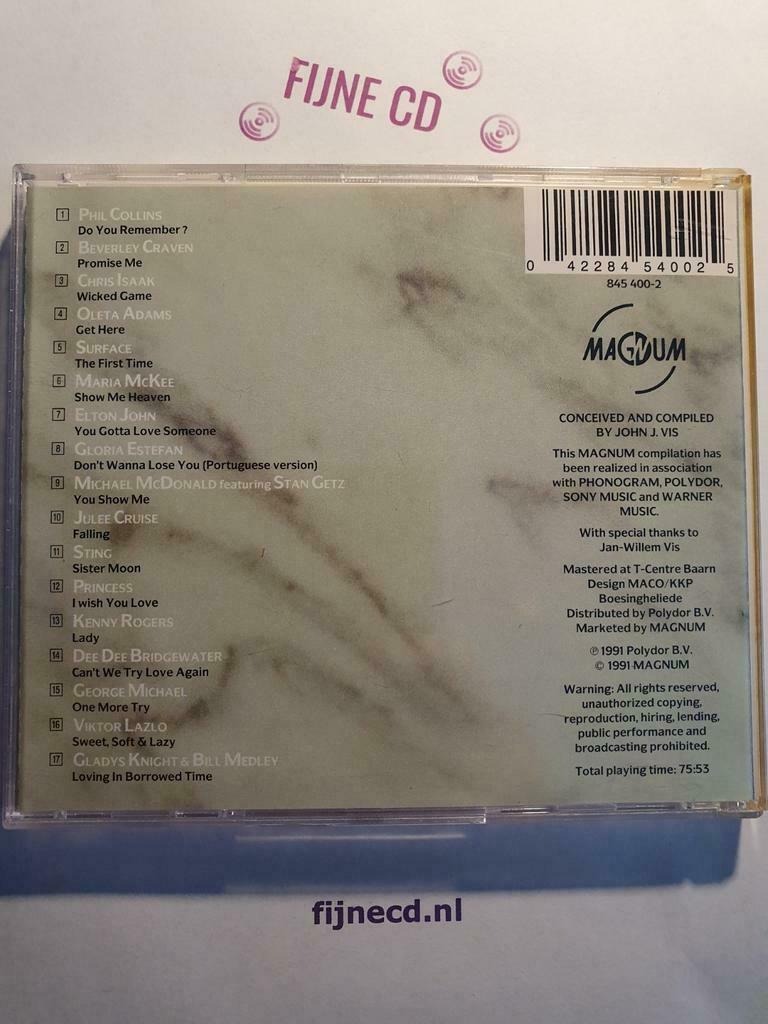 FIJNE CD
1 PHIL COLLINS
Do You Remember?
2 BEVERLEY CRAVEN
Promise Me
3 CHRIS ISAAK
Wicked Game
4 OLETA ADAMS
Get Here
5 SURFACE
The First Time
6 MARIA MCKEE
Show Me Heaven
7 ELTON JOHN
You Gotta Love Someone
8 GLORIA ESTEFAN
Don't Wanna Lose You (Portuguese version)
9 MICHAEL MCDONALD featuring STAN GETZ
You Show Me
10 JULEE CRUISE
Falling
11 STING
Sister Moon
12 PRINCESS
I wish You Love
13 KENNY ROGERS
Lady
14 DEE DEE BRIDGEWATER
Can't We Try Love Again
15 GEORGE MICHAEL
One More Try
16 VIKTOR LAZLO
Sweet, Soft & Lazy
17 GLADYS KNIGHT & BILL MEDLEY
Loving In Borrowed Time
0 42284 54002 5
845 400-2
MAGNUM
CONCEIVED AND COMPILED
BY JOHN J. VIS
This MAGNUM compilation has
been realized in association
with PHONOGRAM, POLYDOR,
SONY MUSIC and WARNER
MUSIC.
With special thanks to
Jan-Willem Vis
Mastered at T-Centre Baarn
Design MACO/KKP
Boesingheliede
Distributed by Polydor B.V.
Marketed by MAGNUM
℗ 1991 Polydor B.V.
© 1991 MAGNUM
Warning: All rights reserved,
unauthorized copying,
reproduction, hiring, lending,
public performance and
broadcasting prohibited.
Total playing time: 75:53
fijnecd.nl